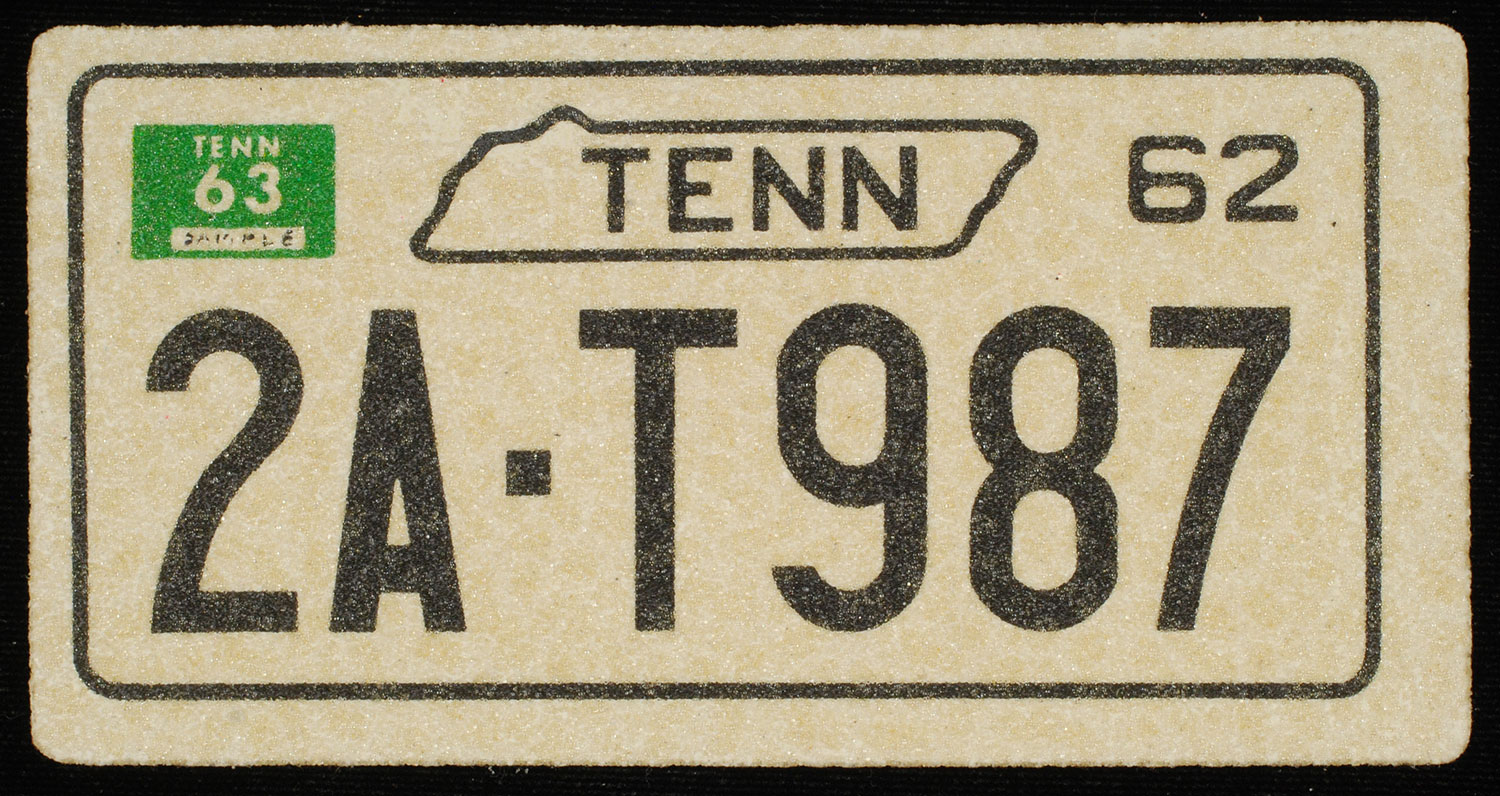 TENN
63
SAMPLE
TENN 62
2A·T987